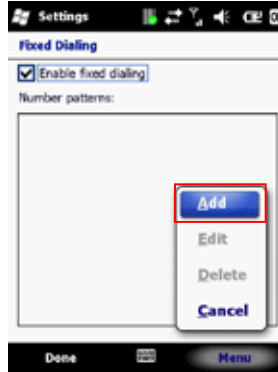 Settings
Fixed Dialing
Enable fixed dialing
Number patterns:
Add
Edit
Delete
Cancel
Done
Menu